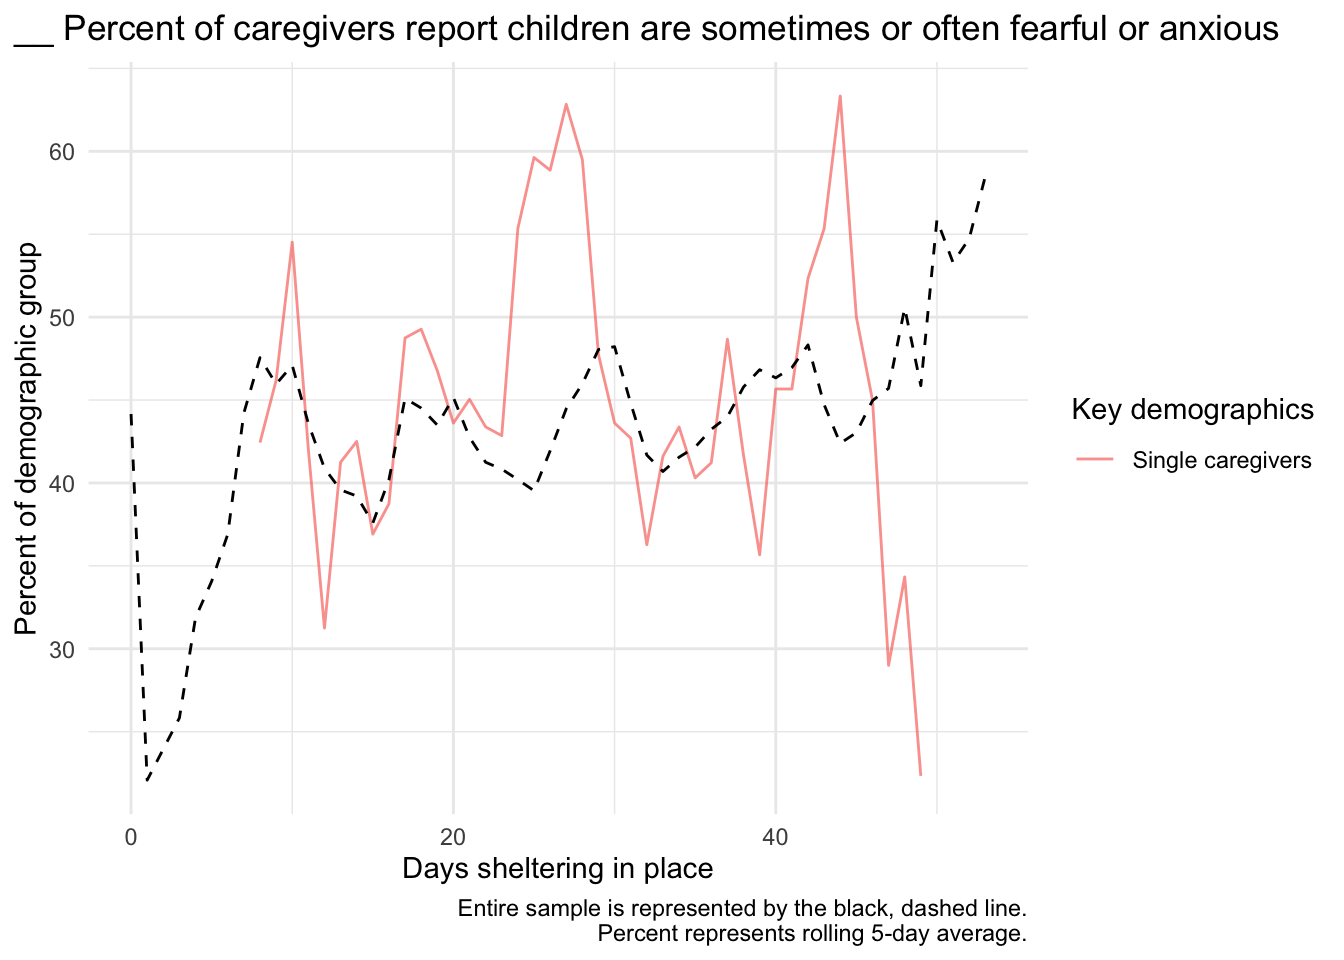 __ Percent of caregivers report children are sometimes or often fearful or anxious
Percent of demographic group
60
50
40
30
0
20
40
Days sheltering in place
Key demographics
Single caregivers
Entire sample is represented by the black, dashed line.
Percent represents rolling 5-day average.